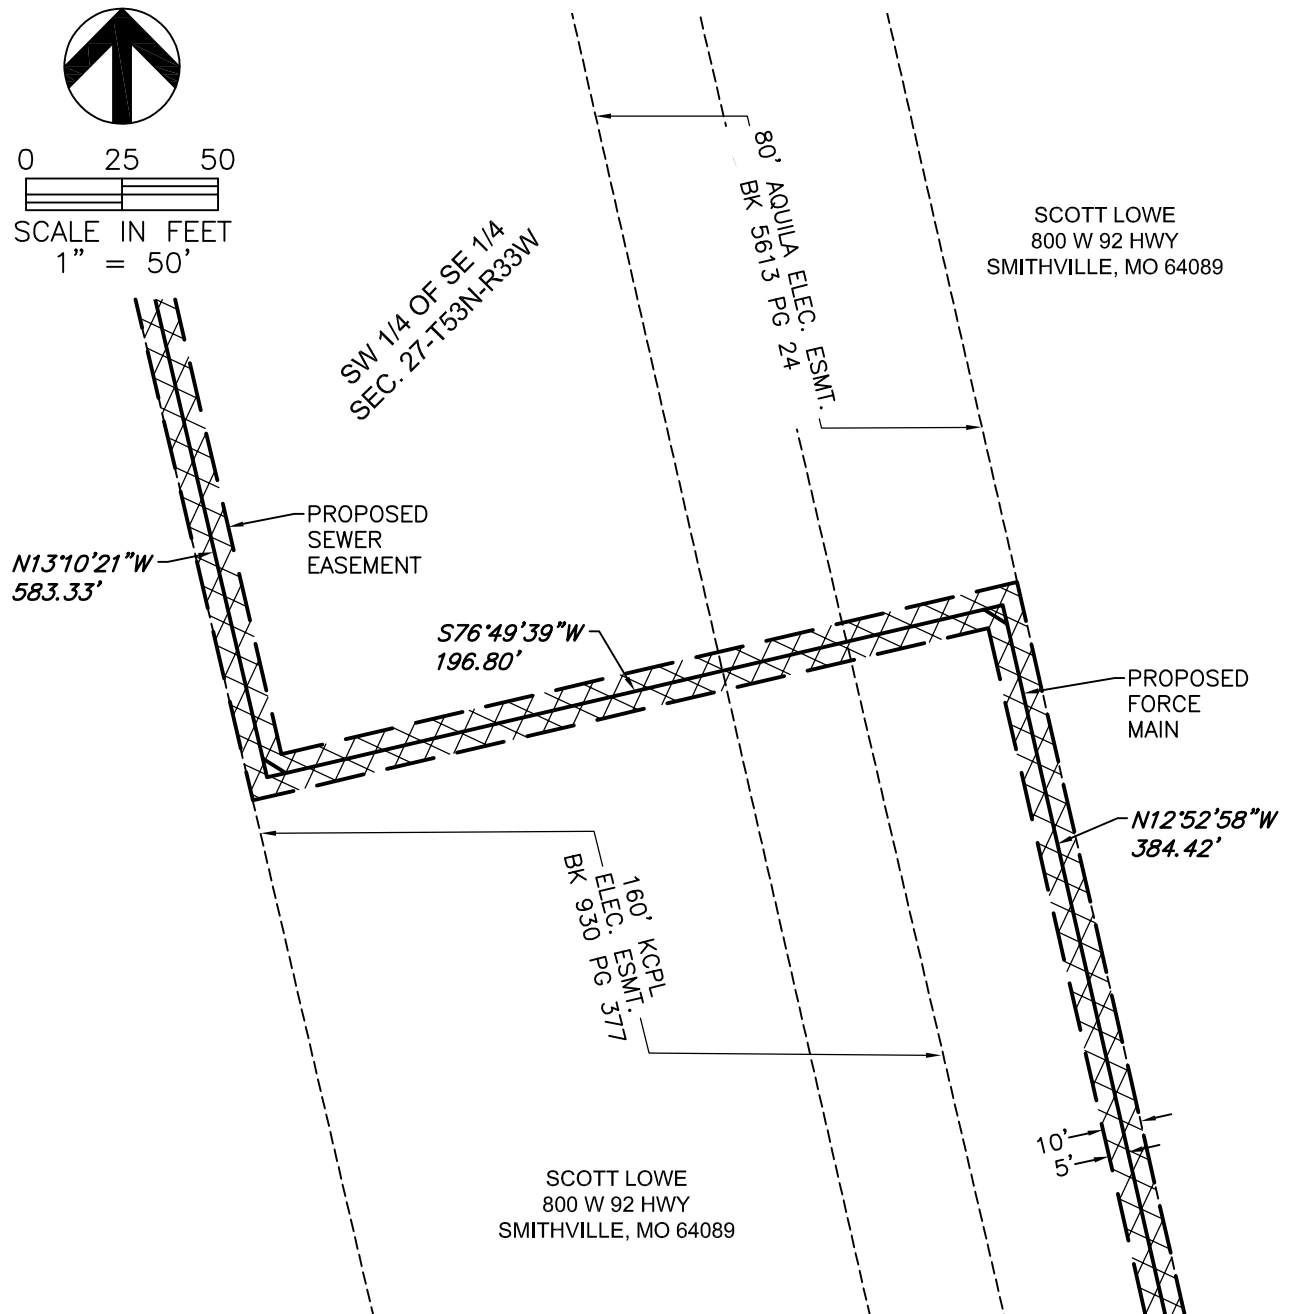 0 25 50
SCALE IN FEET
1" = 50'
SW 1/4 OF SE 1/4
SEC. 27-T53N-R33W
80' AQUILA ELEC. ESMT.
BK 5613 PG 24
SCOTT LOWE
800 W 92 HWY
SMITHVILLE, MO 64089
PROPOSED
SEWER
EASEMENT
N13°10'21"W
583.33'
S76°49'39"W
196.80'
PROPOSED
FORCE
MAIN
N12°52'58"W
384.42'
160' KCPL
ELEC. ESMT.
BK 930 PG 377
10'
5'
SCOTT LOWE
800 W 92 HWY
SMITHVILLE, MO 64089